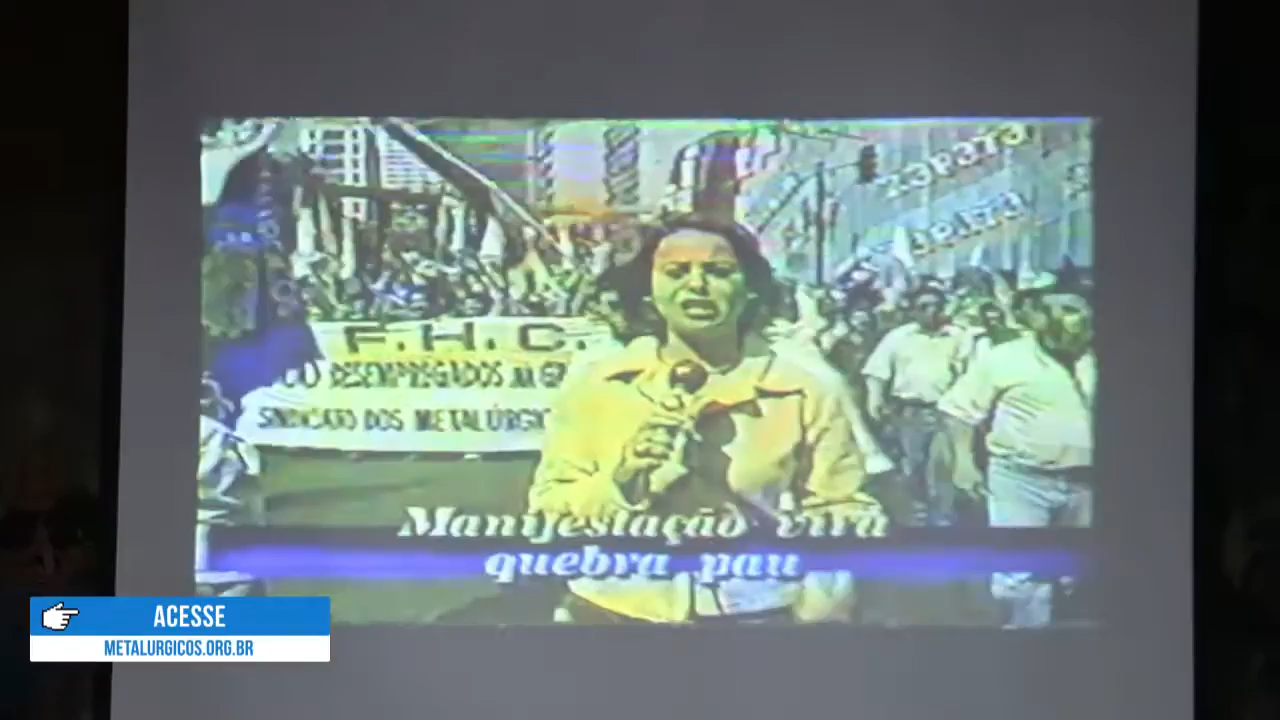 F.H.C.
DESEMPREGADOS
SINDICATO DOS METALÚRGIC
Manifestação vira
quebra pau
ACESSE
METALURGICOS.ORG.BR